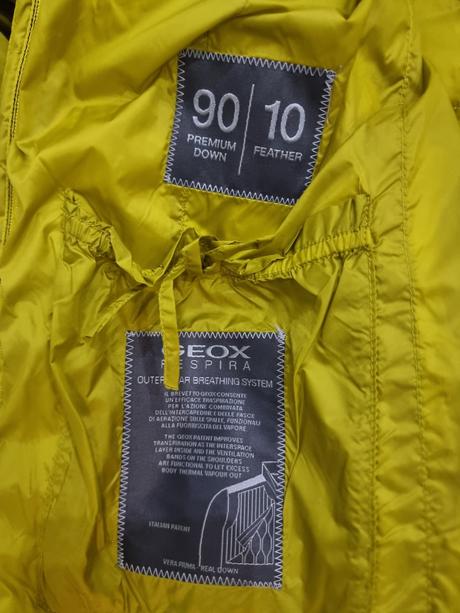 90 10
PREMIUM DOWN FEATHER
GEOX
RESPIRA
OUTERWEAR BREATHING SYSTEM
IL BREVETTO GEOX CONSENTE
UN'EFFICACE TRASPIRAZIONE
PER L'AZIONE COMBINATA
DELL'INTERCAPEDINE E DELLE FASCE
DI AERAZIONE SULLE SPALLE, FUNZIONALI
ALLA FUORIUSCITA DEL VAPORE
THE GEOX PATENT IMPROVES
TRANSPIRATION AS THE INTERSPACE
LAYER INSIDE AND THE VENTILATION
BANDS ON THE SHOULDERS
ARE FUNCTIONAL TO LET EXCESS
BODY THERMAL VAPOUR OUT
ITALIAN PATENT
VERA PIUMA - REAL DOWN